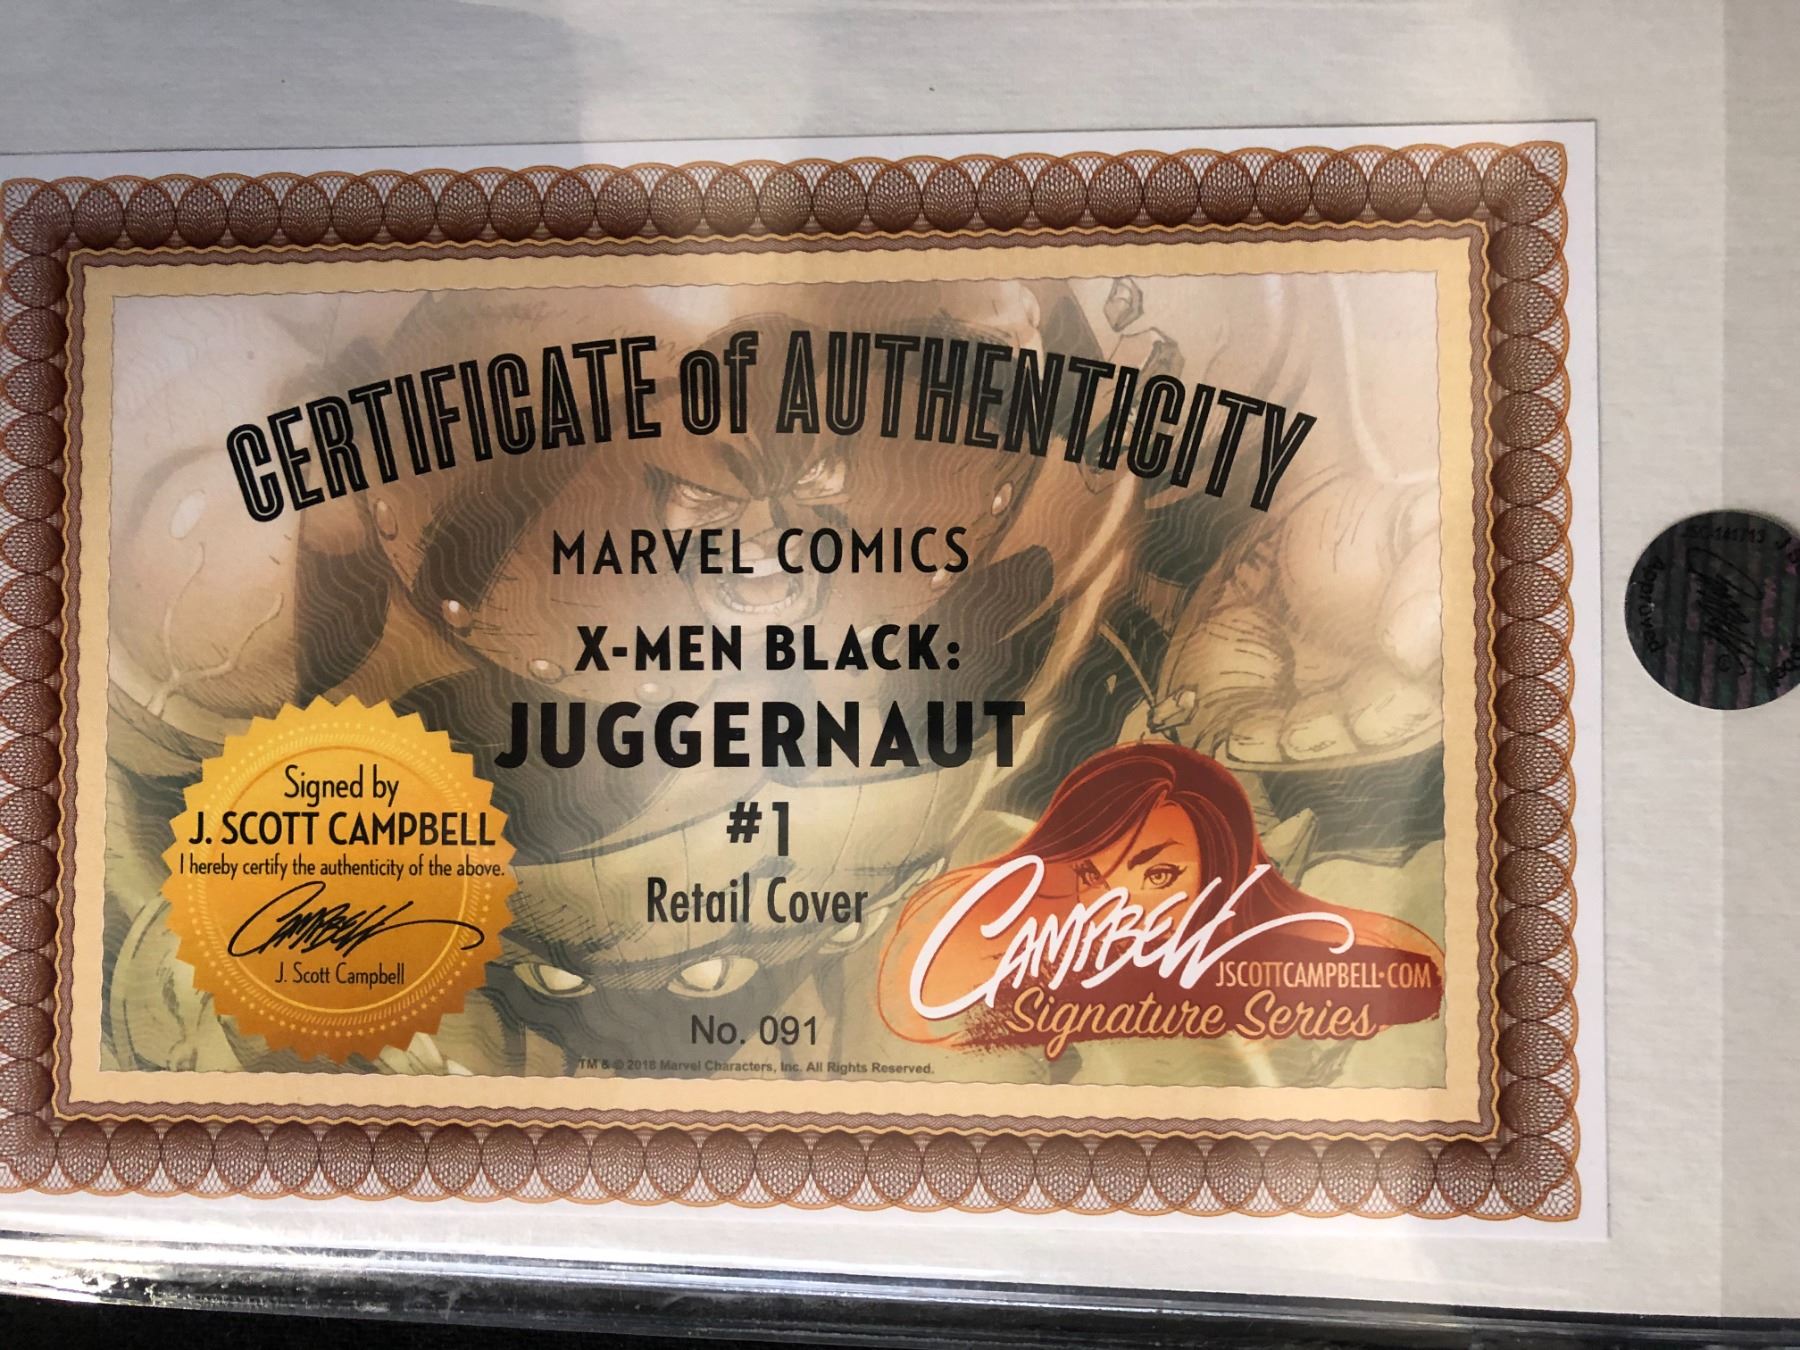 CERTIFICATE of AUTHENTICITY
MARVEL COMICS
X-MEN BLACK:
JUGGERNAUT
#1
Retail Cover
No. 091
TM & © 2018 Marvel Characters, Inc. All Rights Reserved.
Signed by
J. SCOTT CAMPBELL
I hereby certify the authenticity of the above.
CAMPBELL
J. Scott Campbell
CAMPBELL
JSCOTTCAMPBELL·COM
Signature Series
Approved